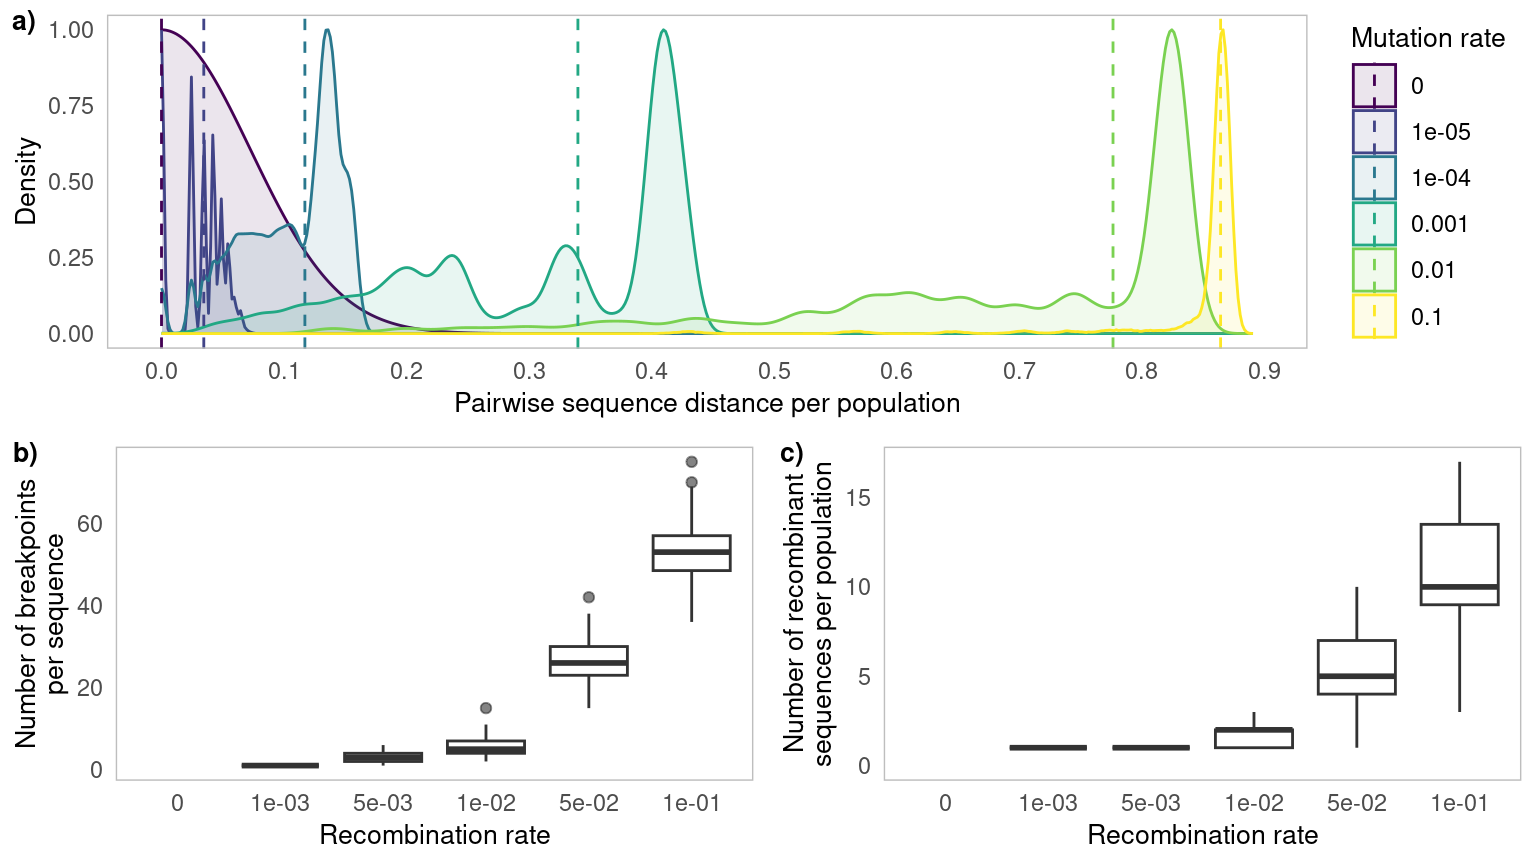 a)
Density
1.00
0.75
0.50
0.25
0.00
0.0 0.1 0.2 0.3 0.4 0.5 0.6 0.7 0.8 0.9
Pairwise sequence distance per population
Mutation rate
0
1e-05
1e-04
0.001
0.01
0.1
b)
Number of breakpoints
per sequence
60
40
20
0
0 1e-03 5e-03 1e-02 5e-02 1e-01
Recombination rate
c)
Number of recombinant
sequences per population
15
10
5
0
0 1e-03 5e-03 1e-02 5e-02 1e-01
Recombination rate